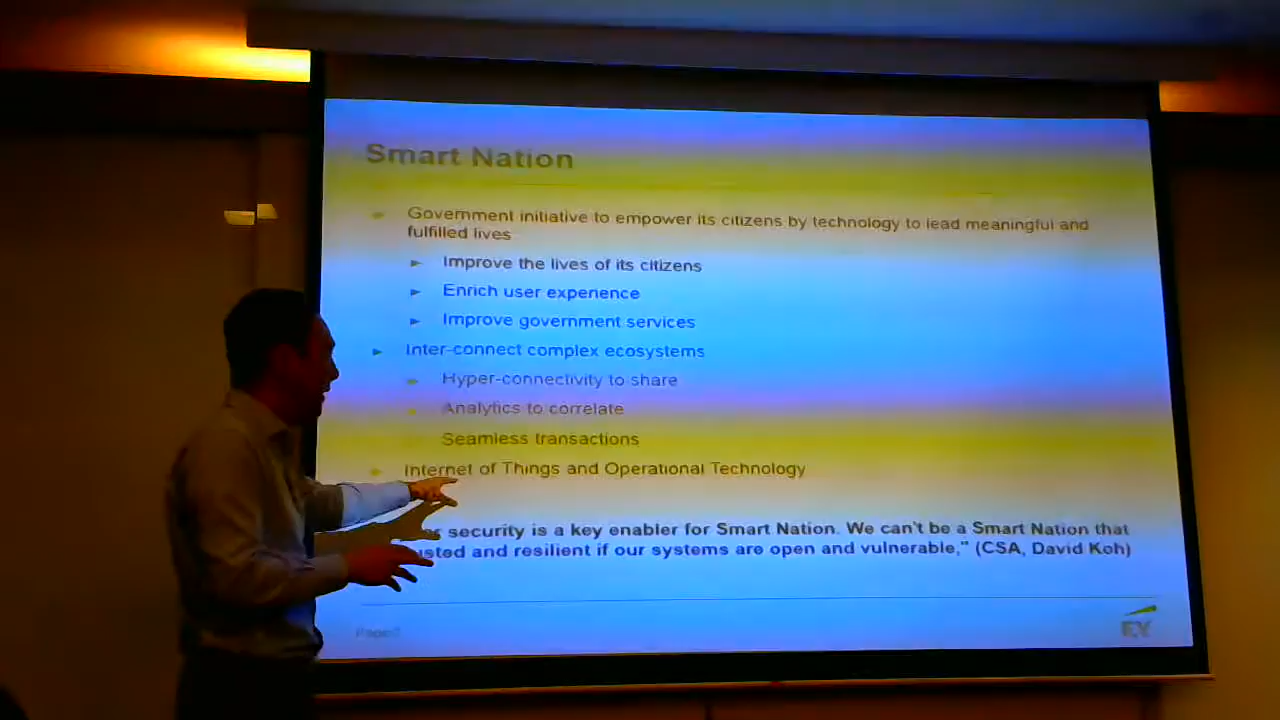 Smart Nation
Government initiative to empower its citizens by technology to lead meaningful and
fulfilled lives
Improve the lives of its citizens
Enrich user experience
Improve government services
Inter-connect complex ecosystems
Hyper-connectivity to share
Analytics to correlate
Seamless transactions
Internet of Things and Operational Technology
security is a key enabler for Smart Nation. We can't be a Smart Nation that
and resilient if our systems are open and vulnerable," (CSA, David Koh)
EY